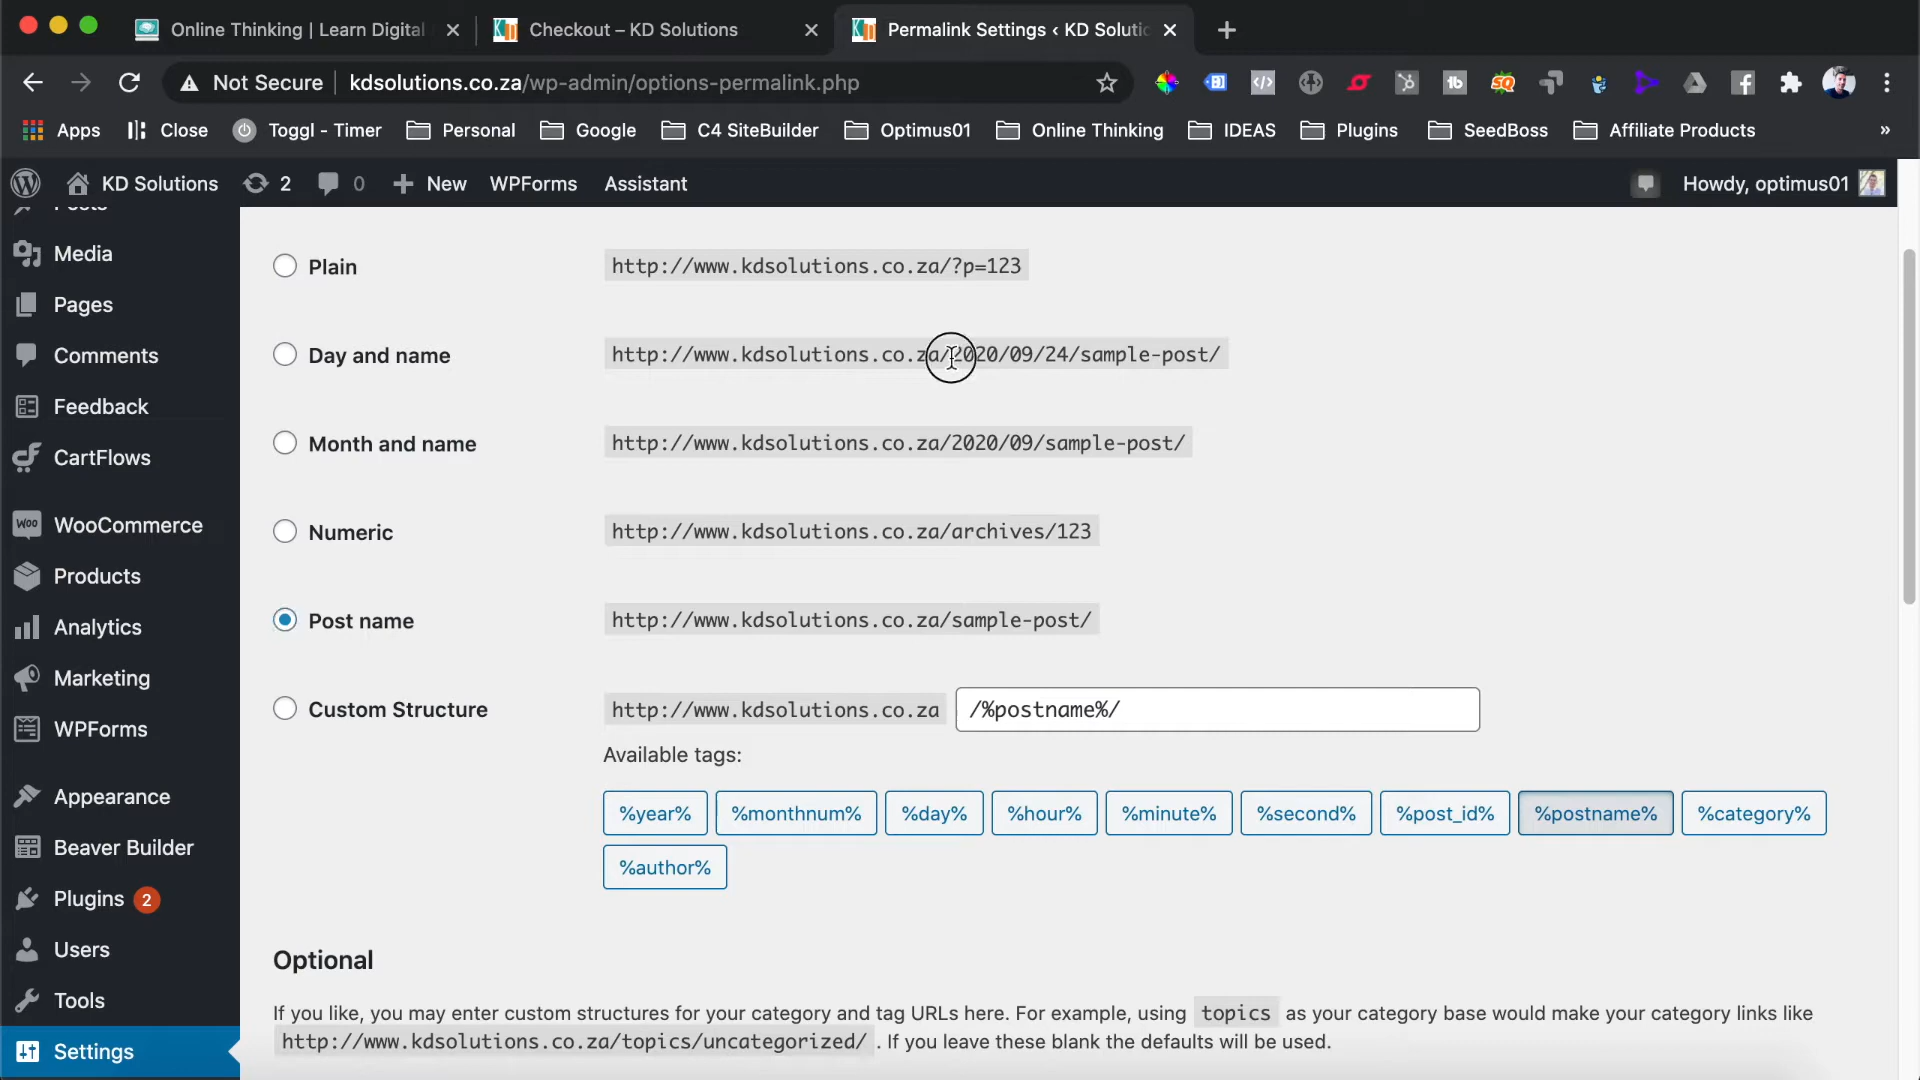 Online Thinking | Learn Digital
Checkout – KD Solutions
Permalink Settings ‹ KD Soluti
Not Secure
kdsolutions.co.za/wp-admin/options-permalink.php
Apps
Close
Toggl - Timer
Personal
Google
C4 SiteBuilder
Optimus01
Online Thinking
IDEAS
Plugins
SeedBoss
Affiliate Products
»
KD Solutions
2
0
New
WPForms
Assistant
Howdy, optimus01
Posts
Media
Pages
Comments
Feedback
CartFlows
WooCommerce
Products
Analytics
Marketing
WPForms
Appearance
Beaver Builder
Plugins 2
Users
Tools
Settings
Plain
http://www.kdsolutions.co.za/?p=123
Day and name
http://www.kdsolutions.co.za/2020/09/24/sample-post/
Month and name
http://www.kdsolutions.co.za/2020/09/sample-post/
Numeric
http://www.kdsolutions.co.za/archives/123
Post name
http://www.kdsolutions.co.za/sample-post/
Custom Structure
http://www.kdsolutions.co.za
/%postname%/
Available tags:
%year% %monthnum% %day% %hour% %minute% %second% %post_id% %postname% %category%
%author%
Optional
If you like, you may enter custom structures for your category and tag URLs here. For example, using topics as your category base would make your category links like
http://www.kdsolutions.co.za/topics/uncategorized/ . If you leave these blank the defaults will be used.